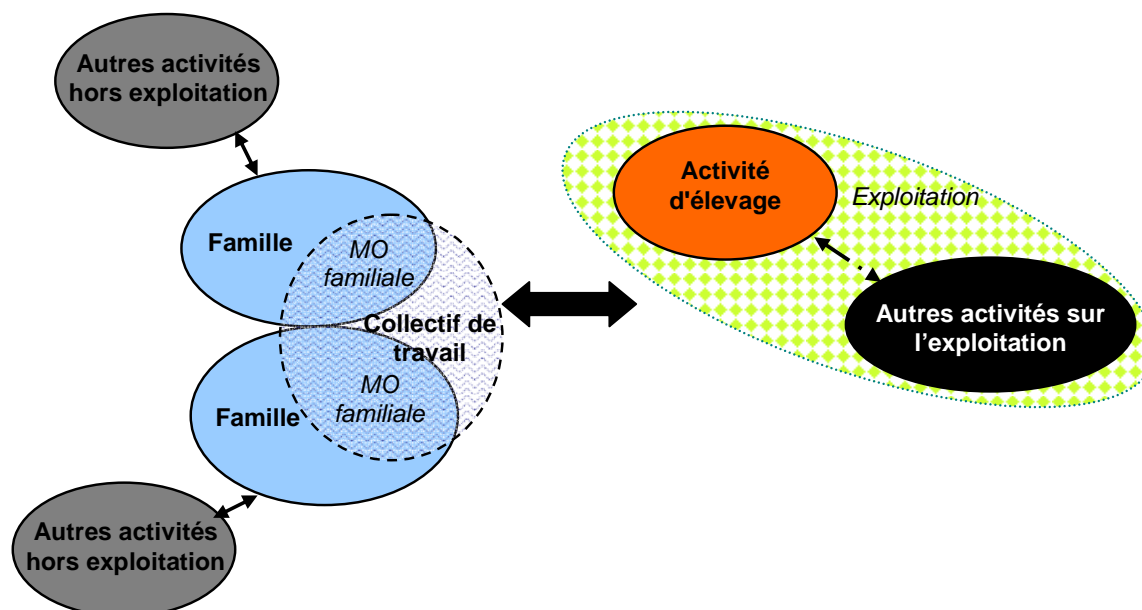 Autres activités
hors exploitation
Famille
MO
familiale
Collectif de
travail
MO
familiale
Famille
Autres activités
hors exploitation
Activité
d'élevage
Exploitation
Autres activités sur
l’exploitation